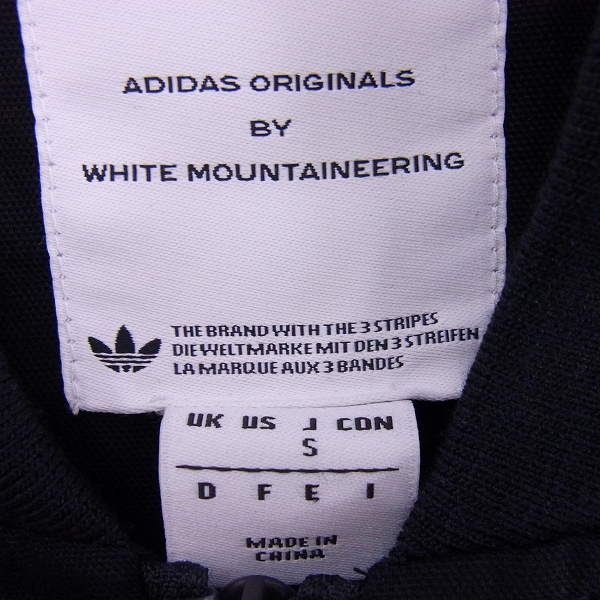 ADIDAS ORIGINALS
BY
WHITE MOUNTAINEERING
THE BRAND WITH THE 3 STRIPES
DIE WELTMARKE MIT DEN 3 STREIFEN
LA MARQUE AUX 3 BANDES
UK US J CDN
S
D F E I
MADE IN
CHINA